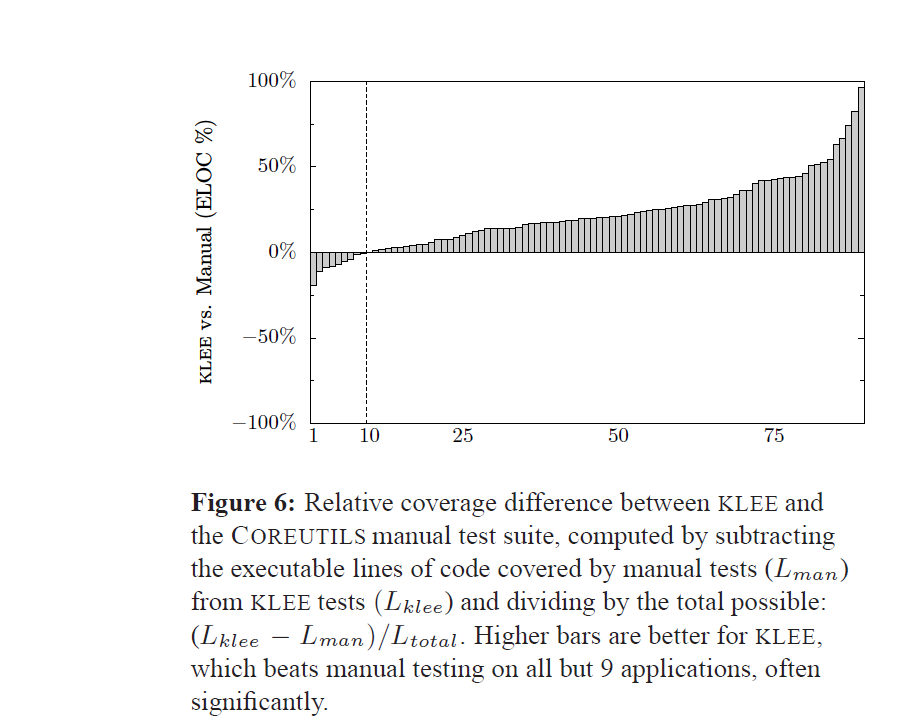 100%
50%
0%
−50%
−100%
KLEE vs. Manual (ELOC %)
1 10 25 50 75
Figure 6: Relative coverage difference between KLEE and
the COREUTILS manual test suite, computed by subtracting
the executable lines of code covered by manual tests (Lman)
from KLEE tests (Lklee) and dividing by the total possible:
(Lklee − Lman)/Ltotal. Higher bars are better for KLEE,
which beats manual testing on all but 9 applications, often
significantly.